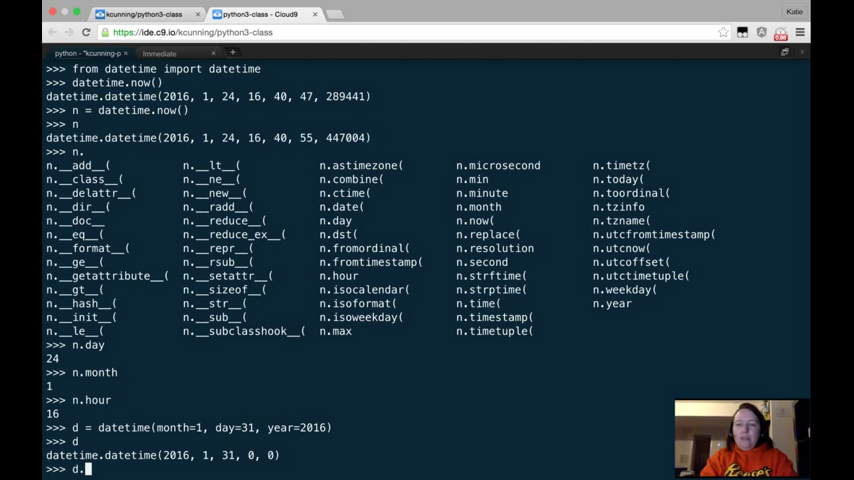 Katie
kcunning/python3-class
python3-class - Cloud9
https://ide.c9.io/kcunning/python3-class
python - "kcunning-p
Immediate
>>> from datetime import datetime
>>> datetime.now()
datetime.datetime(2016, 1, 24, 16, 40, 47, 289441)
>>> n = datetime.now()
>>> n
datetime.datetime(2016, 1, 24, 16, 40, 55, 447004)
>>> n.
n.__add__( n.__lt__( n.astimezone( n.microsecond n.timetz(
n.__class__( n.__ne__( n.combine( n.min n.today(
n.__delattr__( n.__new__( n.ctime( n.minute n.toordinal(
n.__dir__( n.__radd__( n.date( n.month n.tzinfo
n.__doc__ n.__reduce__( n.day n.now( n.tzname(
n.__eq__( n.__reduce_ex__( n.dst( n.replace( n.utcfromtimestamp(
n.__format__( n.__repr__( n.fromordinal( n.resolution n.utcnow(
n.__ge__( n.__rsub__( n.fromtimestamp( n.second n.utcoffset(
n.__getattribute__( n.__setattr__( n.hour n.strftime( n.utctimetuple(
n.__gt__( n.__sizeof__( n.isocalendar( n.strptime( n.weekday(
n.__hash__( n.__str__( n.isoformat( n.time( n.year
n.__init__( n.__sub__( n.isoweekday( n.timestamp(
n.__le__( n.__subclasshook__( n.max n.timetuple(
>>> n.day
24
>>> n.month
1
>>> n.hour
16
>>> d = datetime(month=1, day=31, year=2016)
>>> d
datetime.datetime(2016, 1, 31, 0, 0)
>>> d.
Reese's